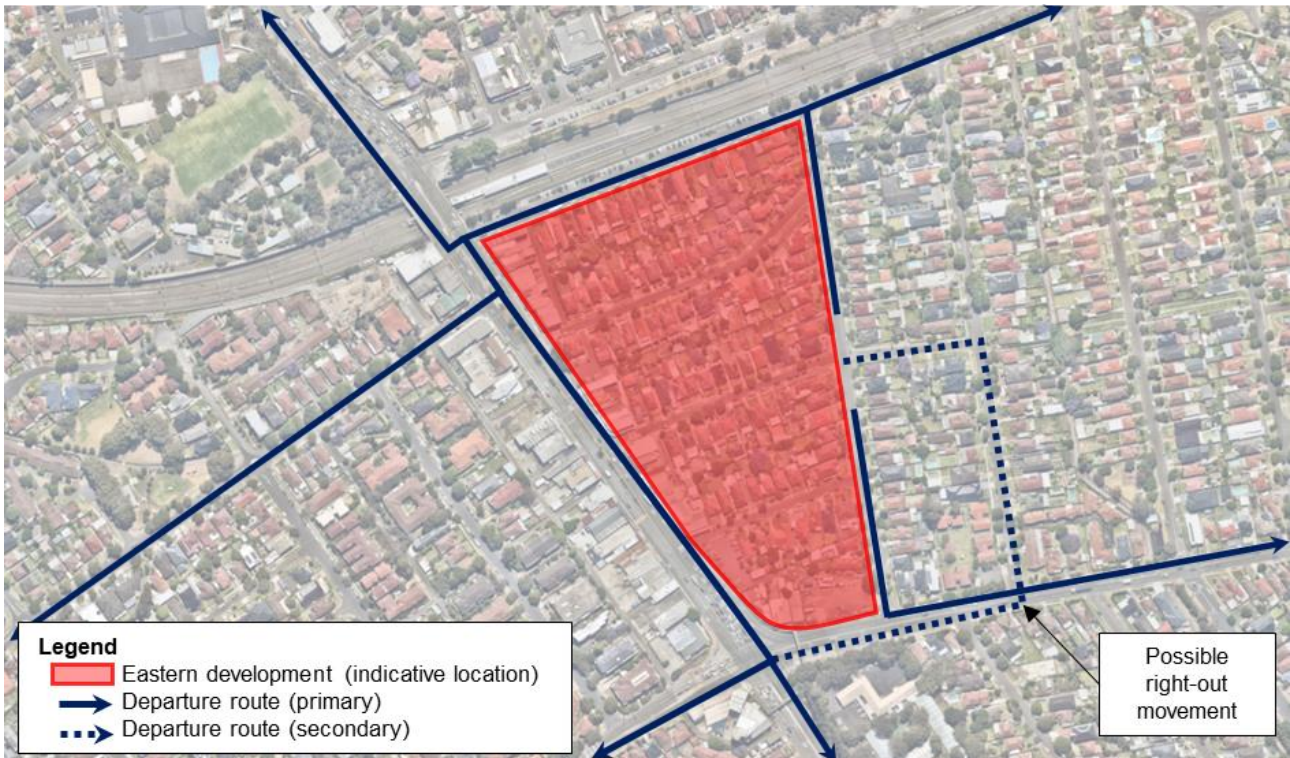 Legend
Eastern development (indicative location)
Departure route (primary)
Departure route (secondary)
Possible
right-out
movement